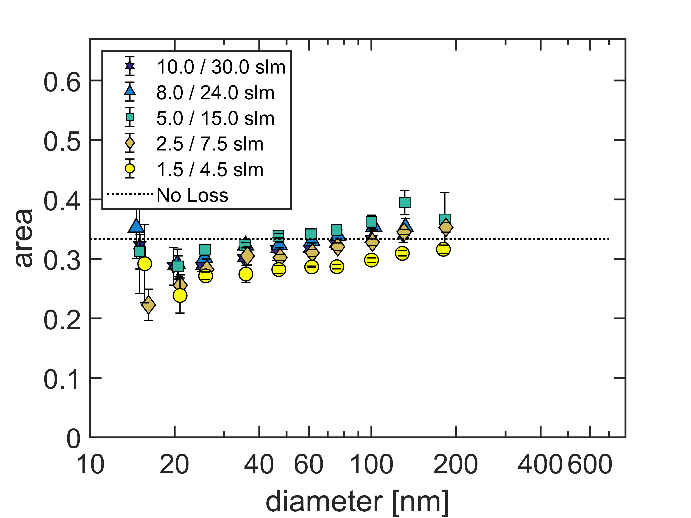 0.6
0.5
0.4
0.3
0.2
0.1
0
area
10.0 / 30.0 slm
8.0 / 24.0 slm
5.0 / 15.0 slm
2.5 / 7.5 slm
1.5 / 4.5 slm
No Loss
10 20 40 60 100 200 400 600
diameter [nm]